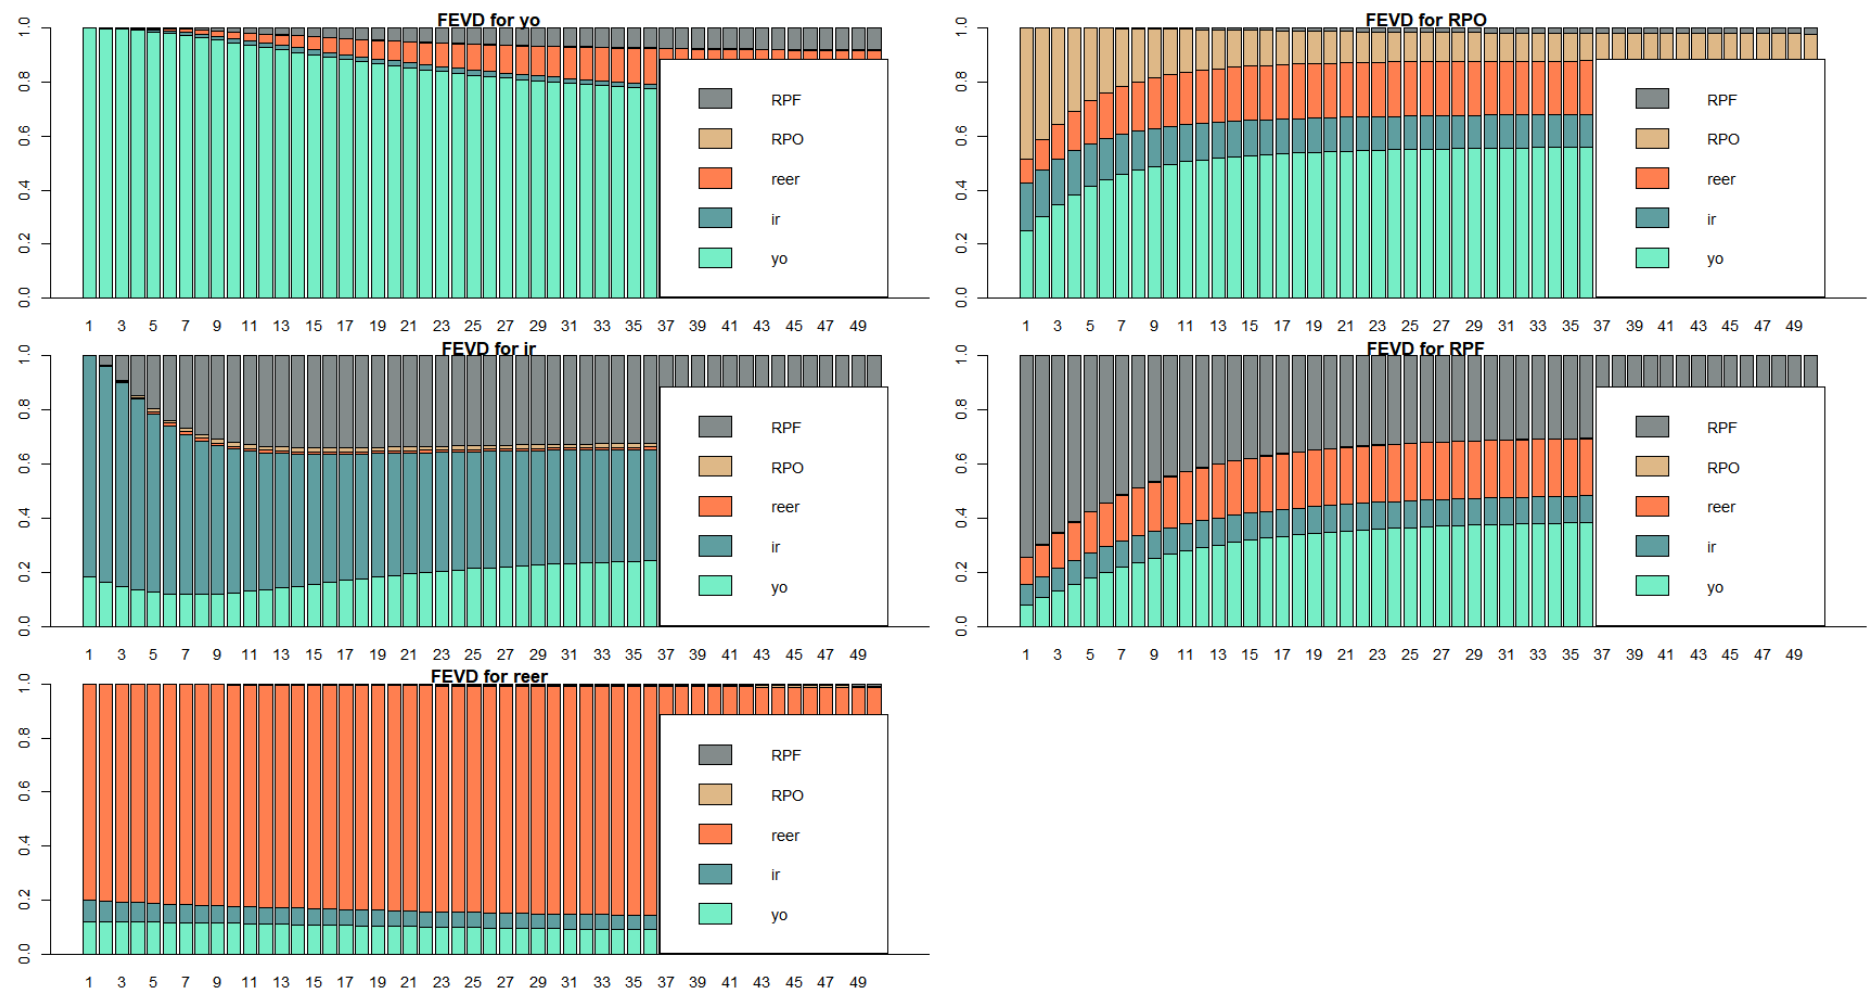 FEVD for yo
1.0
0.8
0.6
0.4
0.2
0.0
RPF
RPO
reer
ir
yo
1 3 5 7 9 11 13 15 17 19 21 23 25 27 29 31 33 35 37 39 41 43 45 47 49
FEVD for RPO
1.0
0.8
0.6
0.4
0.2
0.0
RPF
RPO
reer
ir
yo
1 3 5 7 9 11 13 15 17 19 21 23 25 27 29 31 33 35 37 39 41 43 45 47 49
FEVD for ir
1.0
0.8
0.6
0.4
0.2
0.0
RPF
RPO
reer
ir
yo
1 3 5 7 9 11 13 15 17 19 21 23 25 27 29 31 33 35 37 39 41 43 45 47 49
FEVD for RPF
1.0
0.8
0.6
0.4
0.2
0.0
RPF
RPO
reer
ir
yo
1 3 5 7 9 11 13 15 17 19 21 23 25 27 29 31 33 35 37 39 41 43 45 47 49
FEVD for reer
1.0
0.8
0.6
0.4
0.2
0.0
RPF
RPO
reer
ir
yo
1 3 5 7 9 11 13 15 17 19 21 23 25 27 29 31 33 35 37 39 41 43 45 47 49